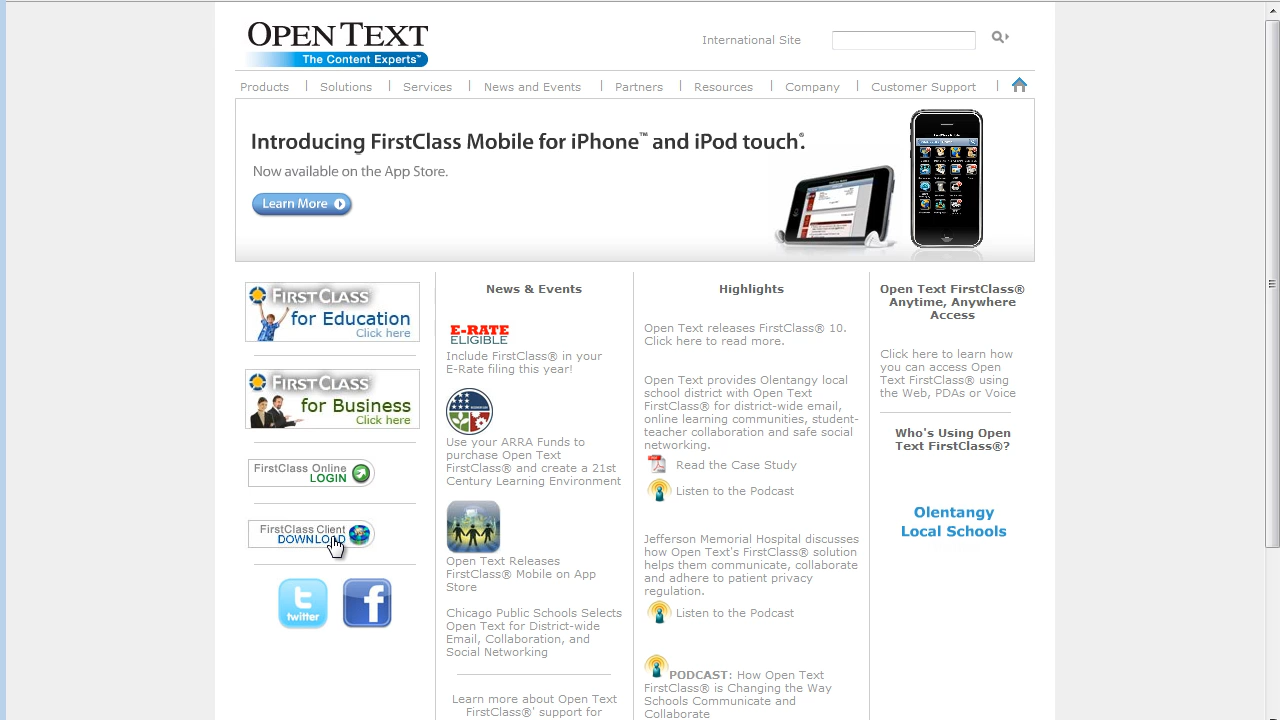 OPEN TEXT
The Content Experts™
International Site
Products
Solutions
Services
News and Events
Partners
Resources
Company
Customer Support
Introducing FirstClass Mobile for iPhone™ and iPod touch®.
Now available on the App Store.
Learn More
FIRSTCLASS
for Education
Click here
FIRSTCLASS
for Business
Click here
FirstClass Online
LOGIN
FirstClass Client
DOWNLOAD
twitter
f
News & Events
E-RATE
ELIGIBLE
Include FirstClass® in your
E-Rate filing this year!
Use your ARRA Funds to
purchase Open Text
FirstClass® and create a 21st
Century Learning Environment
Open Text Releases
FirstClass® Mobile on App
Store
Chicago Public Schools Selects
Open Text for District-wide
Email, Collaboration, and
Social Networking
Learn more about Open Text
FirstClass®' support for
Highlights
Open Text releases FirstClass® 10.
Click here to read more.
Open Text provides Olentangy local
school district with Open Text
FirstClass® for district-wide email,
online learning communities, student-
teacher collaboration and safe social
networking.
Read the Case Study
Listen to the Podcast
Jefferson Memorial Hospital discusses
how Open Text's FirstClass® solution
helps them communicate, collaborate
and adhere to patient privacy
regulation.
Listen to the Podcast
PODCAST: How Open Text
FirstClass® is Changing the Way
Schools Communicate and
Collaborate
Open Text FirstClass®
Anytime, Anywhere
Access
Click here to learn how
you can access Open
Text FirstClass® using
the Web, PDAs or Voice
Who's Using Open
Text FirstClass®?
Olentangy
Local Schools